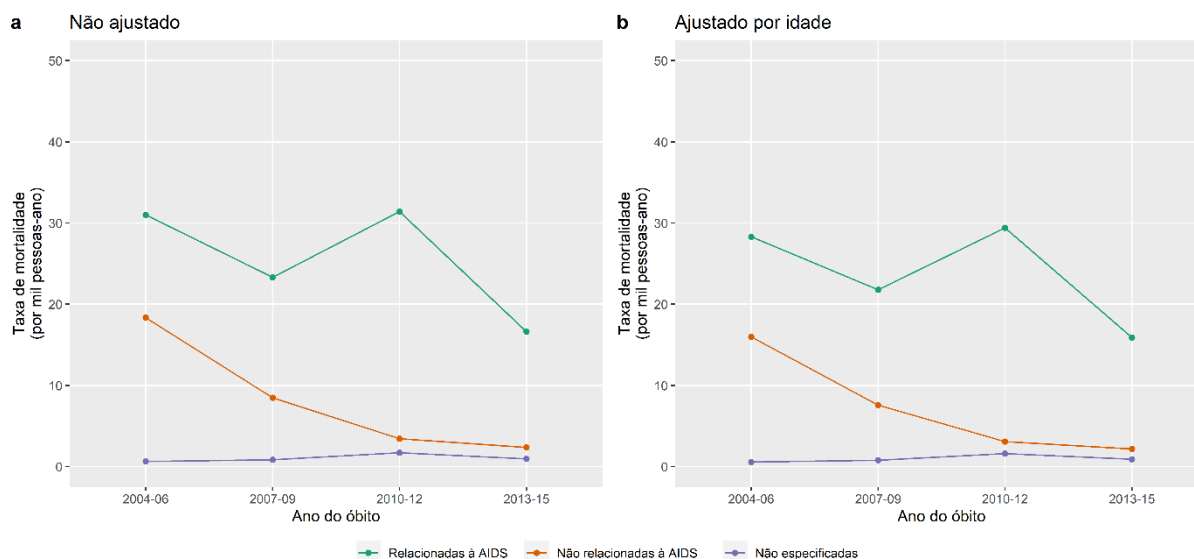 a Não ajustado
50
40
30
20
10
0
Taxa de mortalidade
(por mil pessoas-ano)
2004-06 2007-09 2010-12 2013-15
Ano do óbito
b Ajustado por idade
50
40
30
20
10
0
Taxa de mortalidade
(por mil pessoas-ano)
2004-06 2007-09 2010-12 2013-15
Ano do óbito
Relacionadas à AIDS Não relacionadas à AIDS Não especificadas